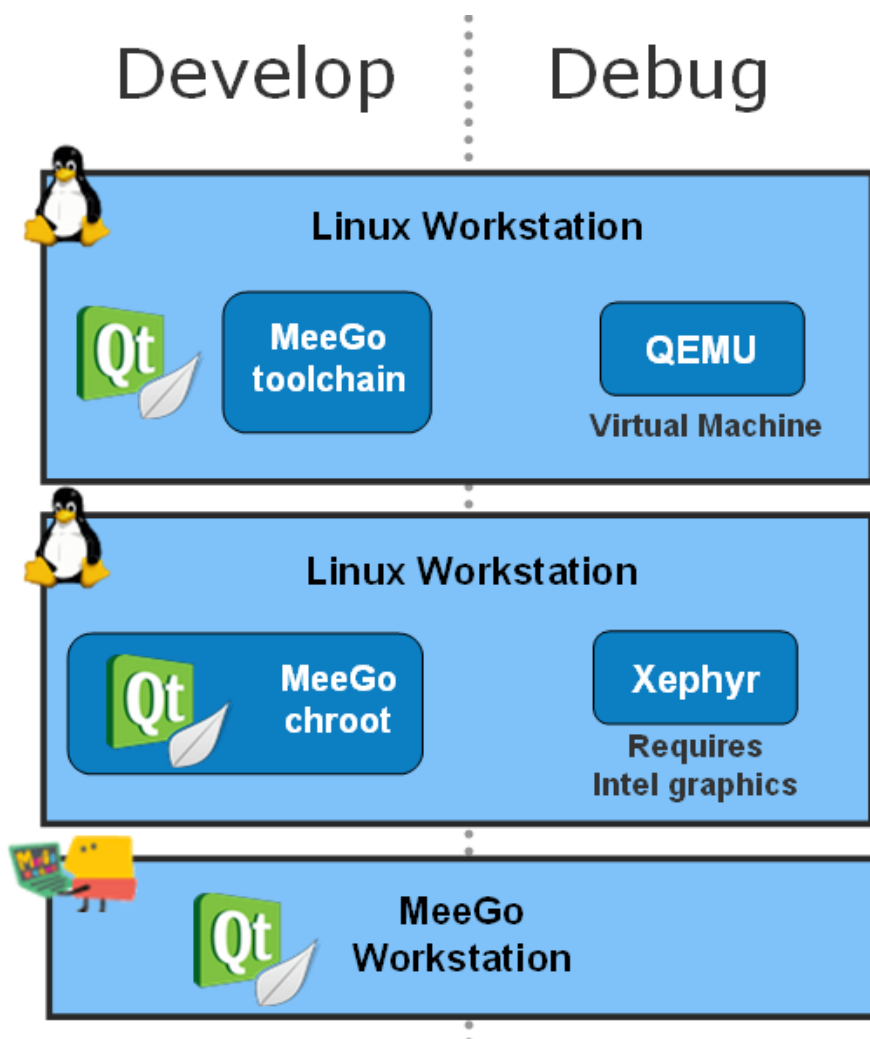 Develop
Debug
Linux Workstation
Qt
MeeGo
toolchain
QEMU
Virtual Machine
Linux Workstation
Qt
MeeGo
chroot
Xephyr
Requires
Intel graphics
Qt
MeeGo
Workstation